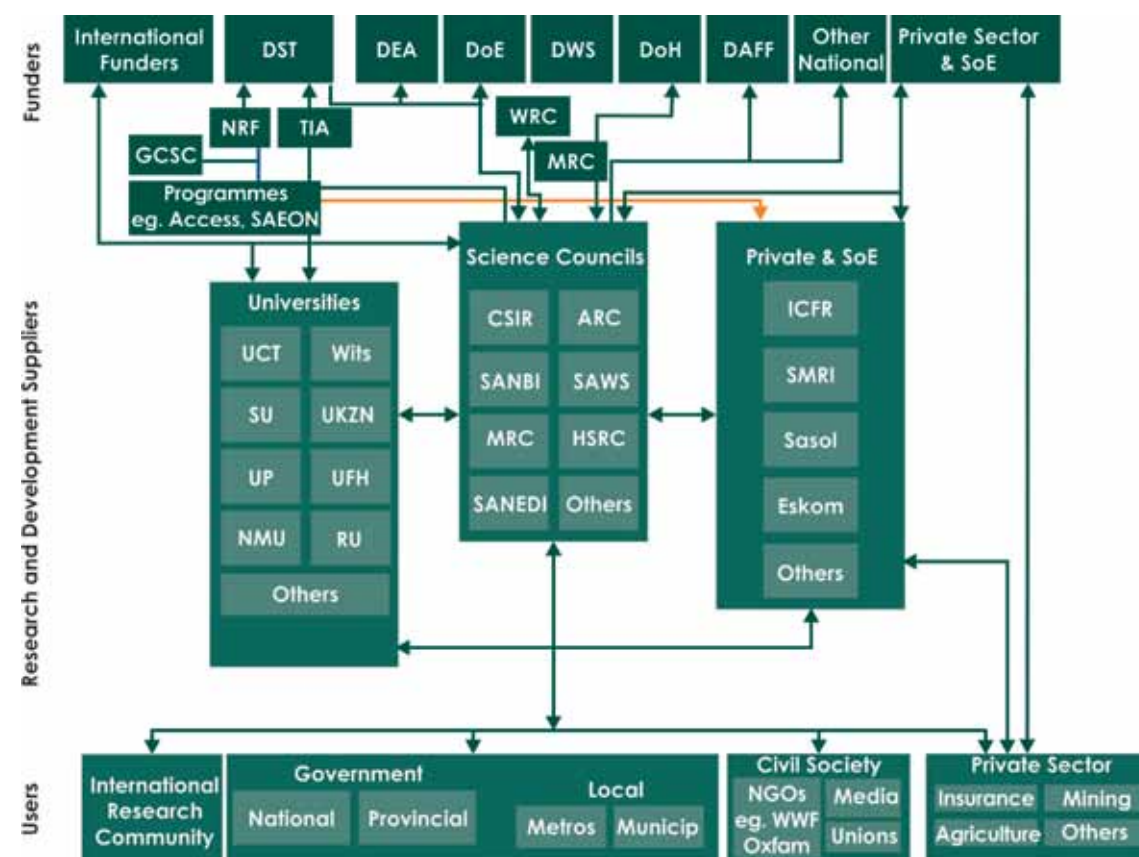 Funders
International
Funders
DST
DEA
DoE
DWS
DoH
DAFF
Other
National
Private Sector
& SoE
NRF
TIA
WRC
GCSC
MRC
Programmes
eg. Access, SAEON
Research and Development Suppliers
Universities
UCT
Wits
SU
UKZN
UP
UFH
NMU
RU
Others
Science Councils
CSIR
ARC
SANBI
SAWS
MRC
HSRC
SANEDI
Others
Private & SoE
ICFR
SMRI
Sasol
Eskom
Others
Users
International
Research
Community
Government
National
Provincial
Local
Metros
Municip
Civil Society
NGOs
eg. WWF
Oxfam
Media
Unions
Private Sector
Insurance
Mining
Agriculture
Others